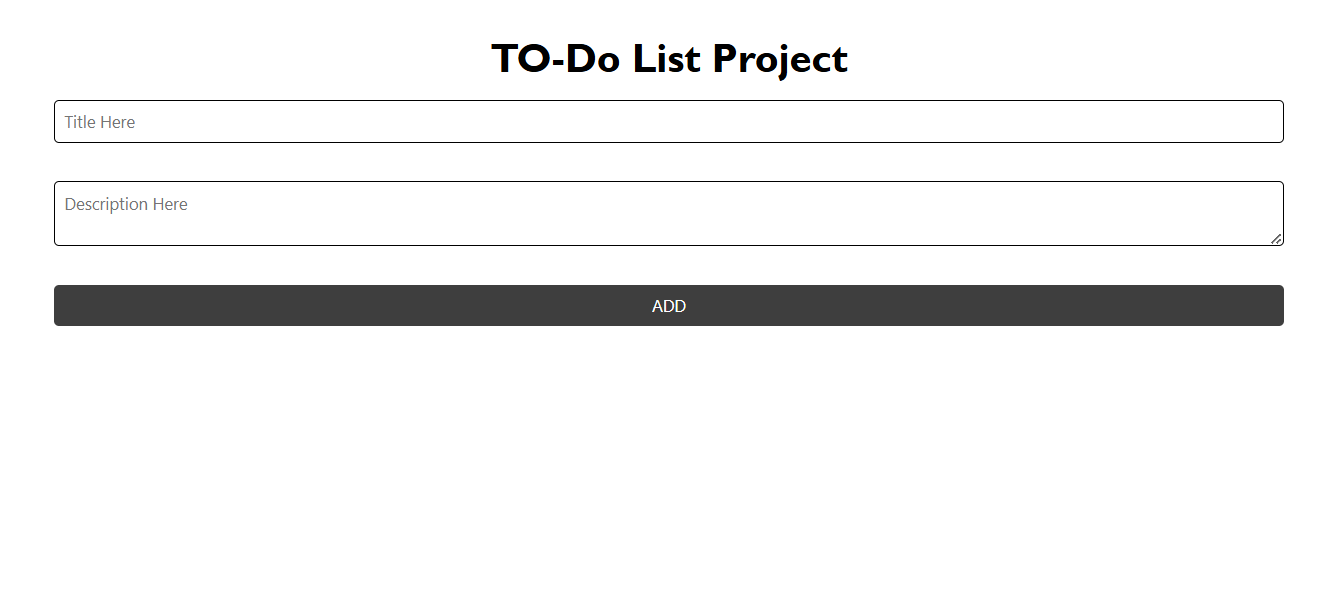 TO-Do List Project
Title Here
Description Here
ADD